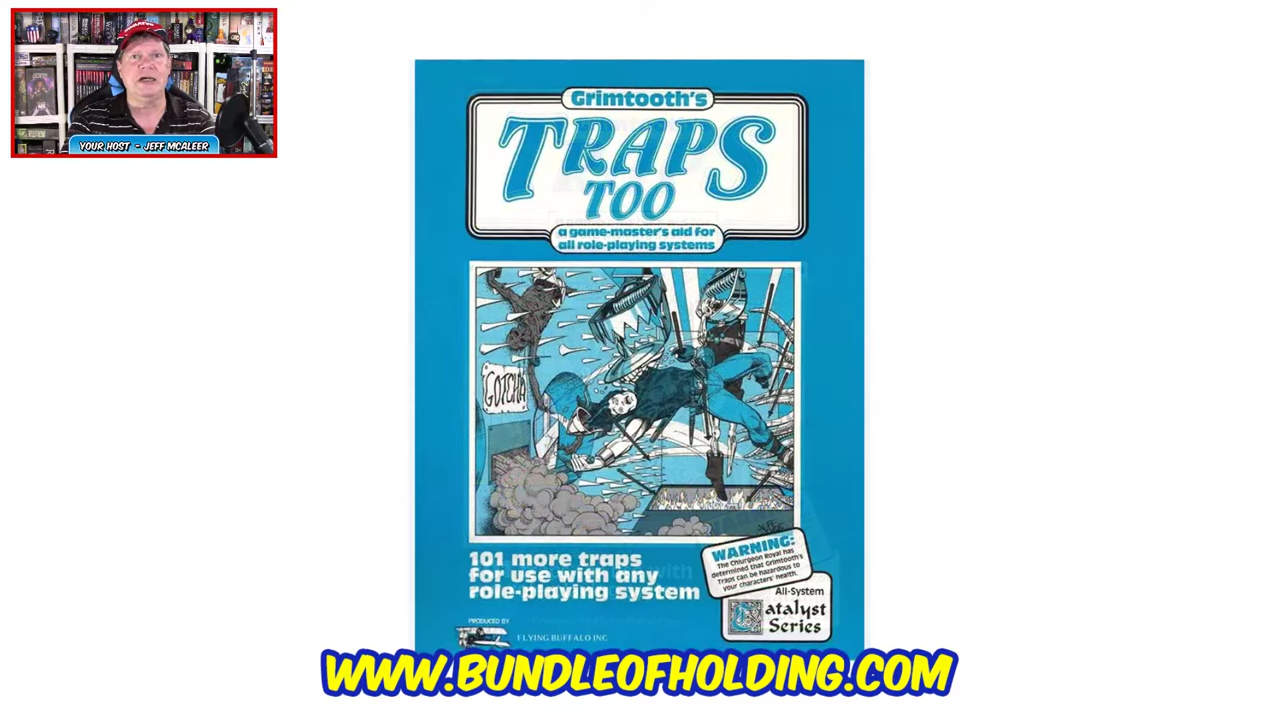 YOUR HOST - JEFF MCALEER
Grimtooth's
TRAPS
TOO
a game-master's aid for
all role-playing systems
GOTCHA
101 more traps
for use with any
role-playing system
WARNING:
The Chiurgeon Royal has
determined that Grimtooth's
Traps can be hazardous to
your characters' health.
All-System
Catalyst
Series
PRODUCED BY
FLYING BUFFALO INC
WWW.BUNDLEOFHOLDING.COM